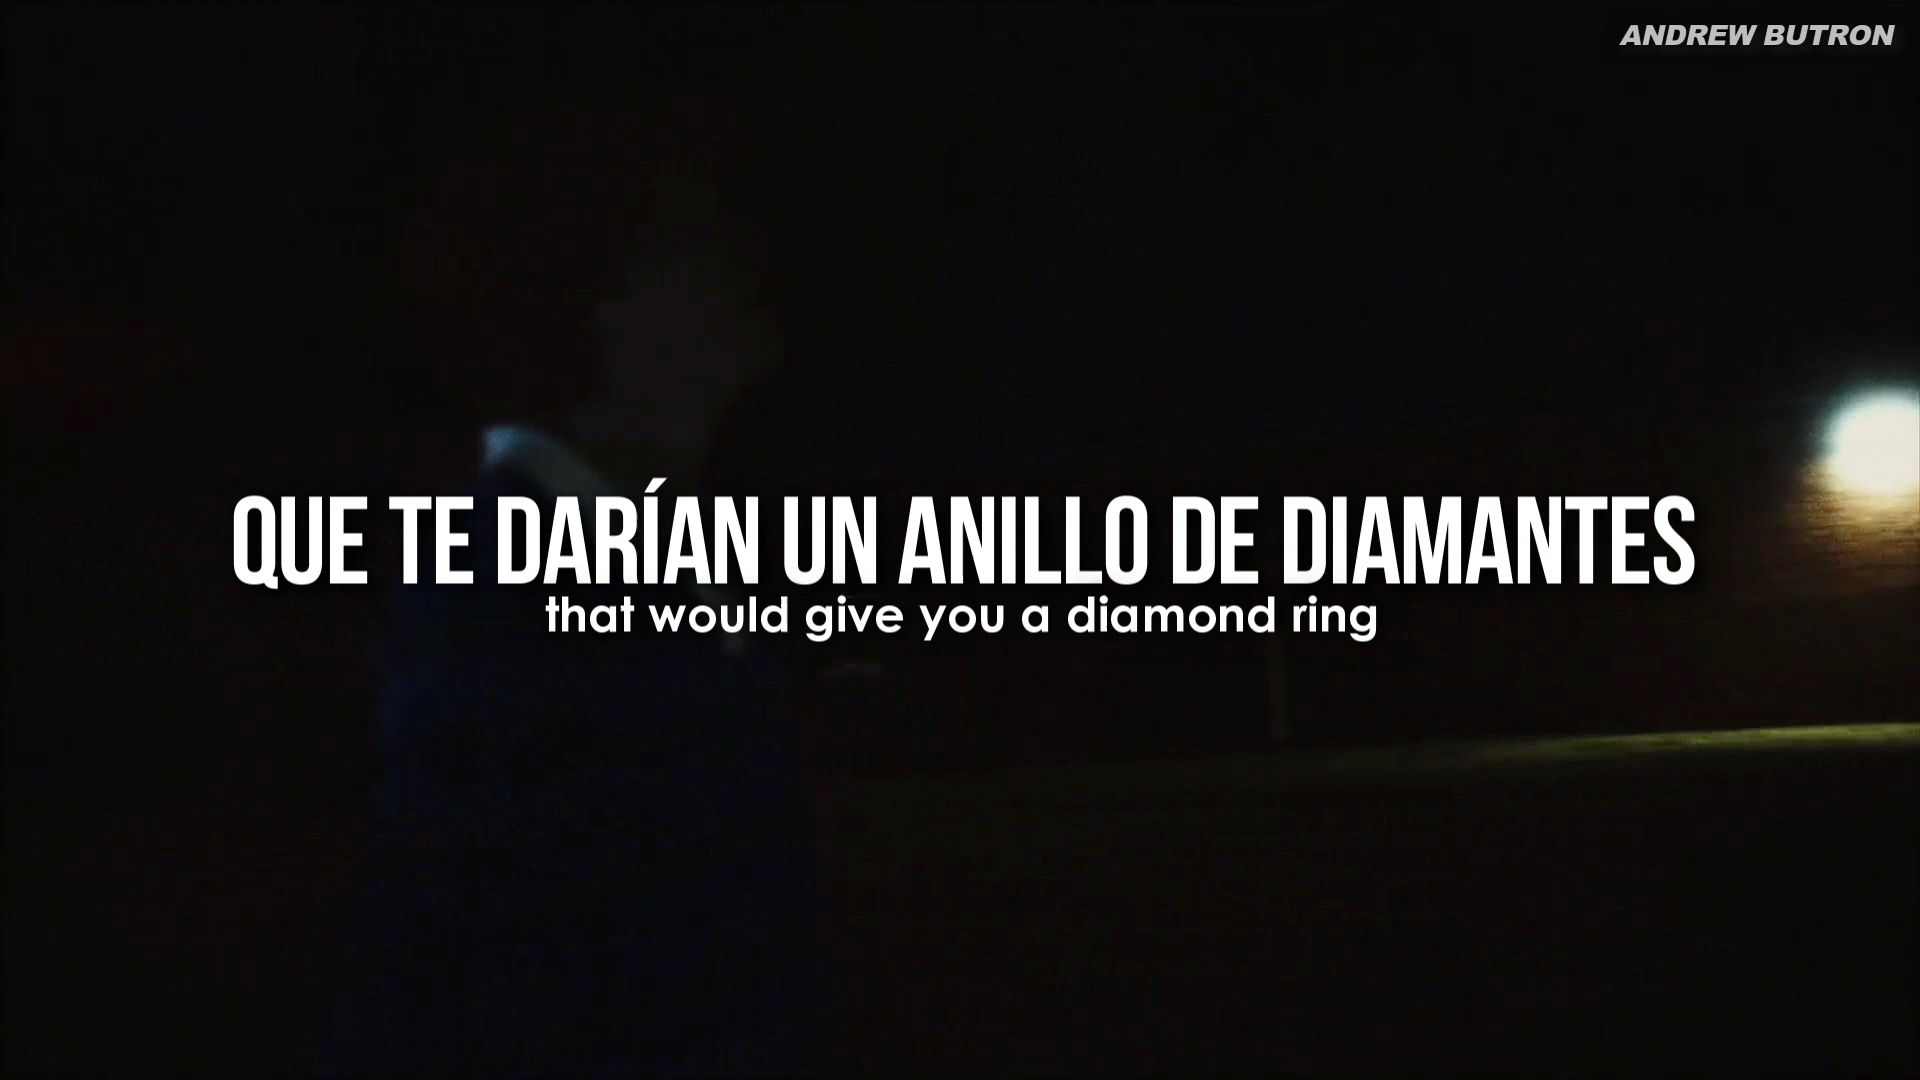 ANDREW BUTRON
QUE TE DARÍAN UN ANILLO DE DIAMANTES
that would give you a diamond ring